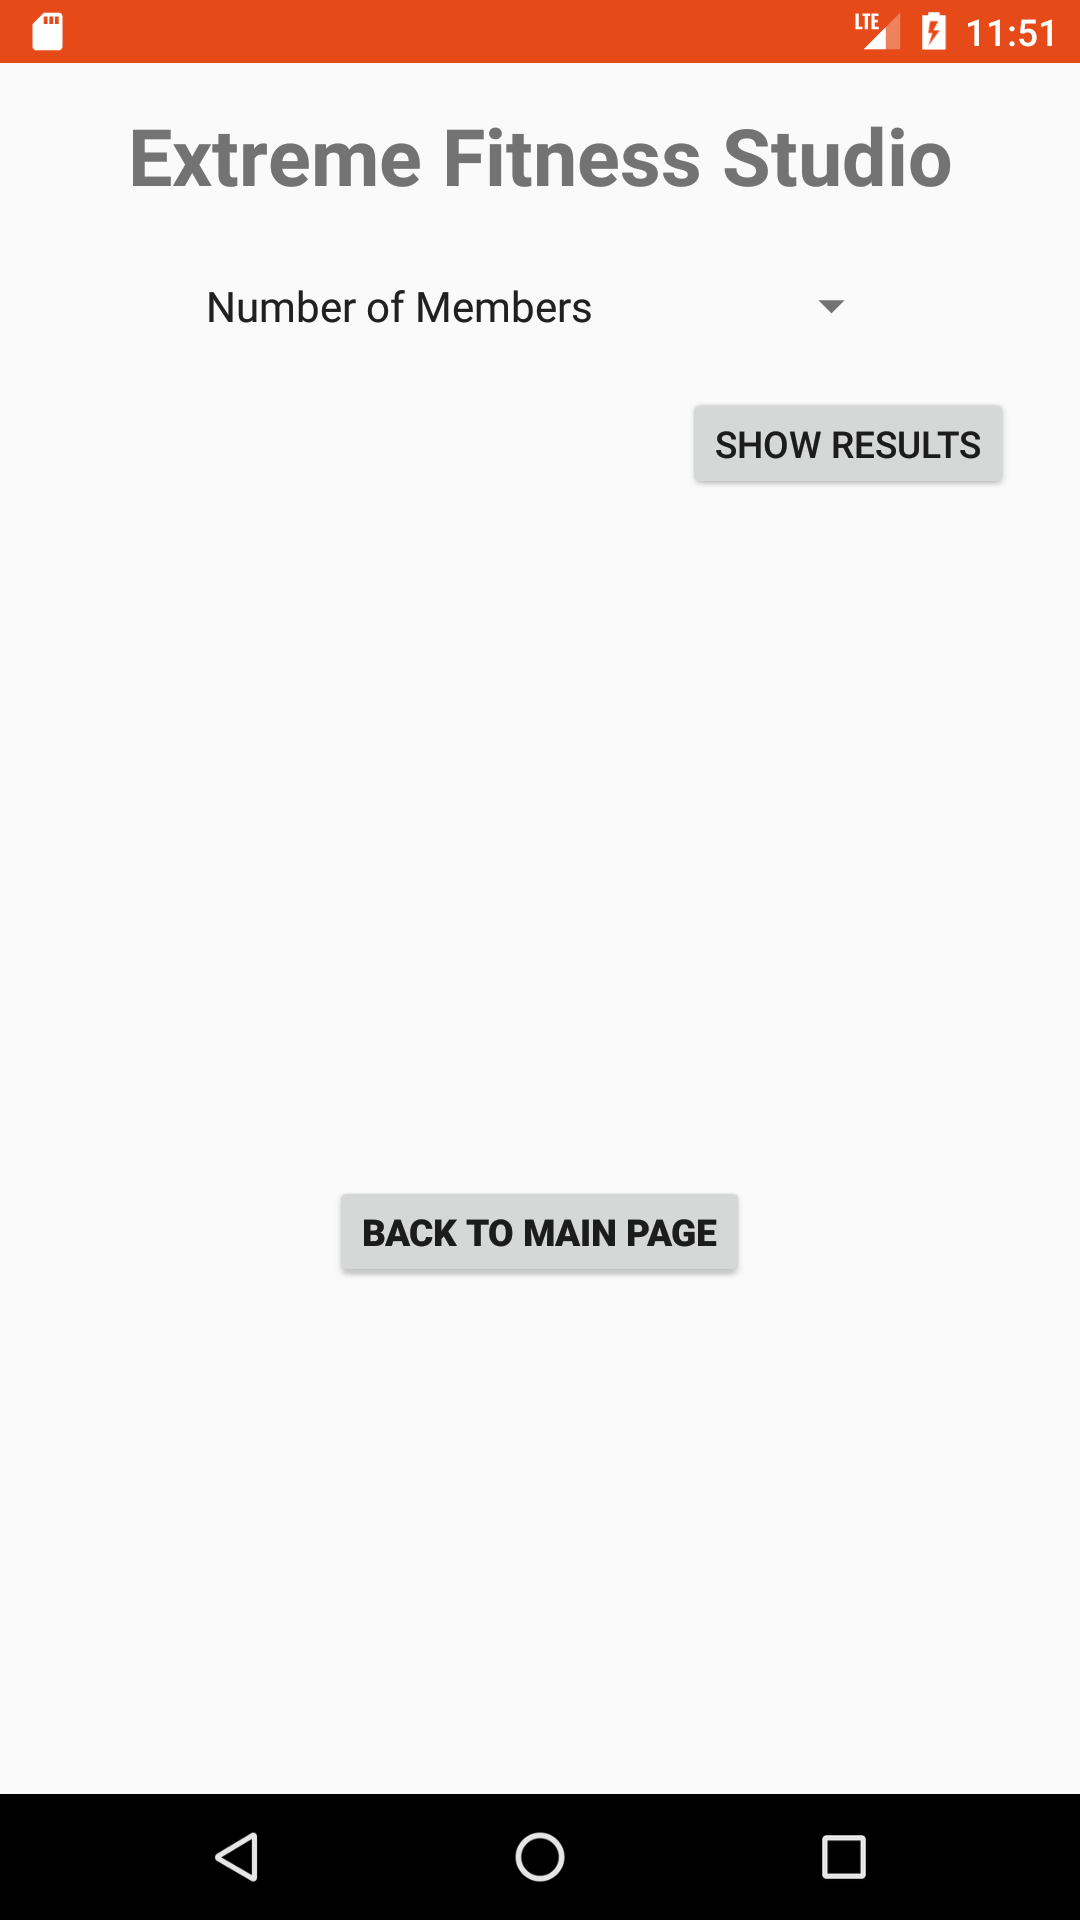 LTE 11:51
Extreme Fitness Studio
Number of Members
SHOW RESULTS
BACK TO MAIN PAGE